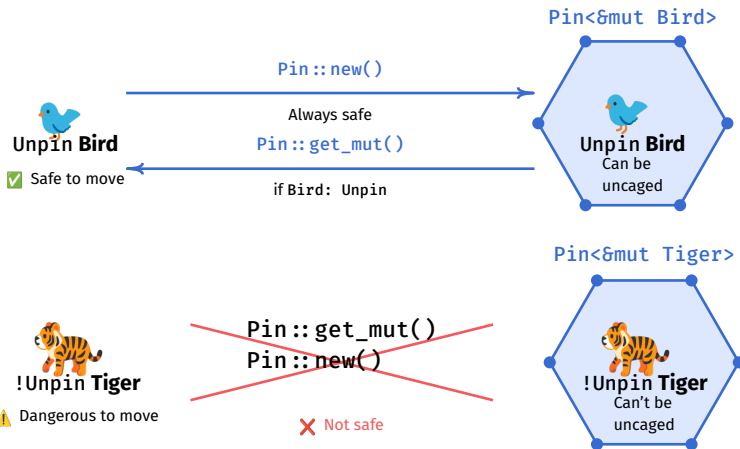 Pin<&mut Bird>
Pin::new()
Always safe
Unpin Bird
✅ Safe to move
Pin::get_mut()
if Bird: Unpin
Unpin Bird
Can be
uncaged
Pin<&mut Tiger>
!Unpin Tiger
⚠️ Dangerous to move
Pin::get_mut()
Pin::new()
❌ Not safe
!Unpin Tiger
Can't be
uncaged